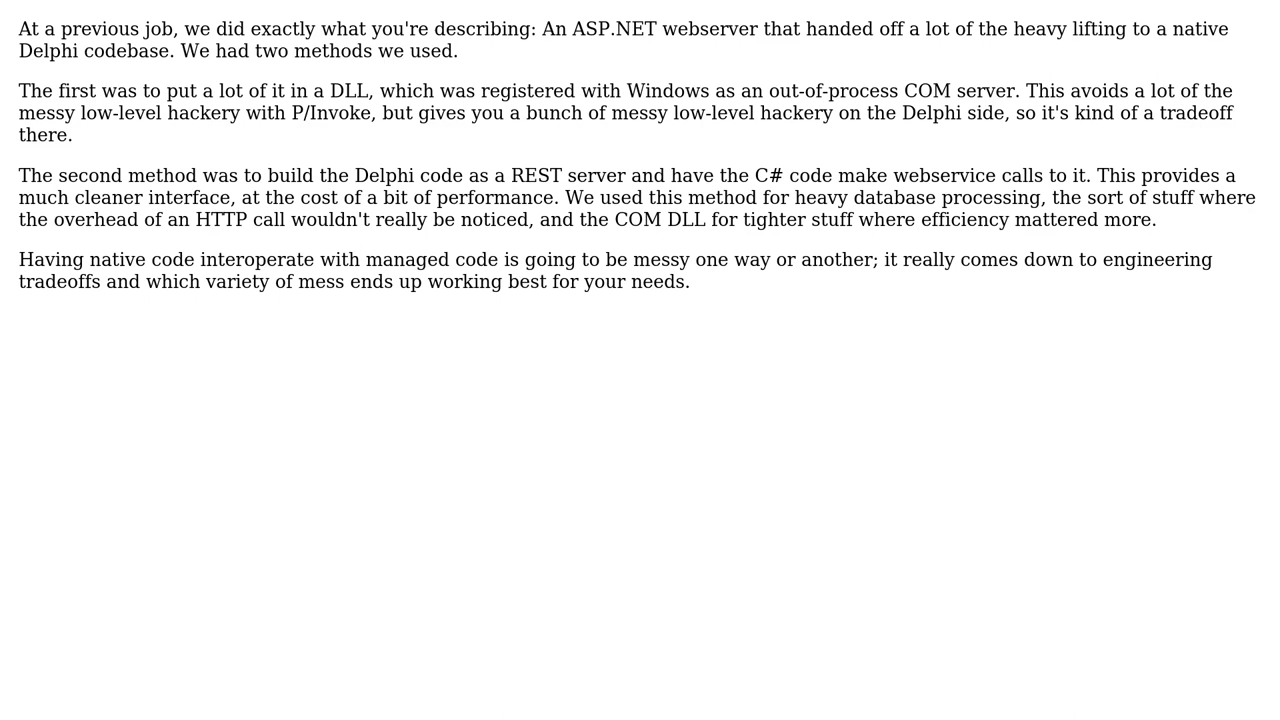 At a previous job, we did exactly what you're describing: An ASP.NET webserver that handed off a lot of the heavy lifting to a native
Delphi codebase. We had two methods we used.
The first was to put a lot of it in a DLL, which was registered with Windows as an out-of-process COM server. This avoids a lot of the
messy low-level hackery with P/Invoke, but gives you a bunch of messy low-level hackery on the Delphi side, so it's kind of a tradeoff
there.
The second method was to build the Delphi code as a REST server and have the C# code make webservice calls to it. This provides a
much cleaner interface, at the cost of a bit of performance. We used this method for heavy database processing, the sort of stuff where
the overhead of an HTTP call wouldn't really be noticed, and the COM DLL for tighter stuff where efficiency mattered more.
Having native code interoperate with managed code is going to be messy one way or another; it really comes down to engineering
tradeoffs and which variety of mess ends up working best for your needs.